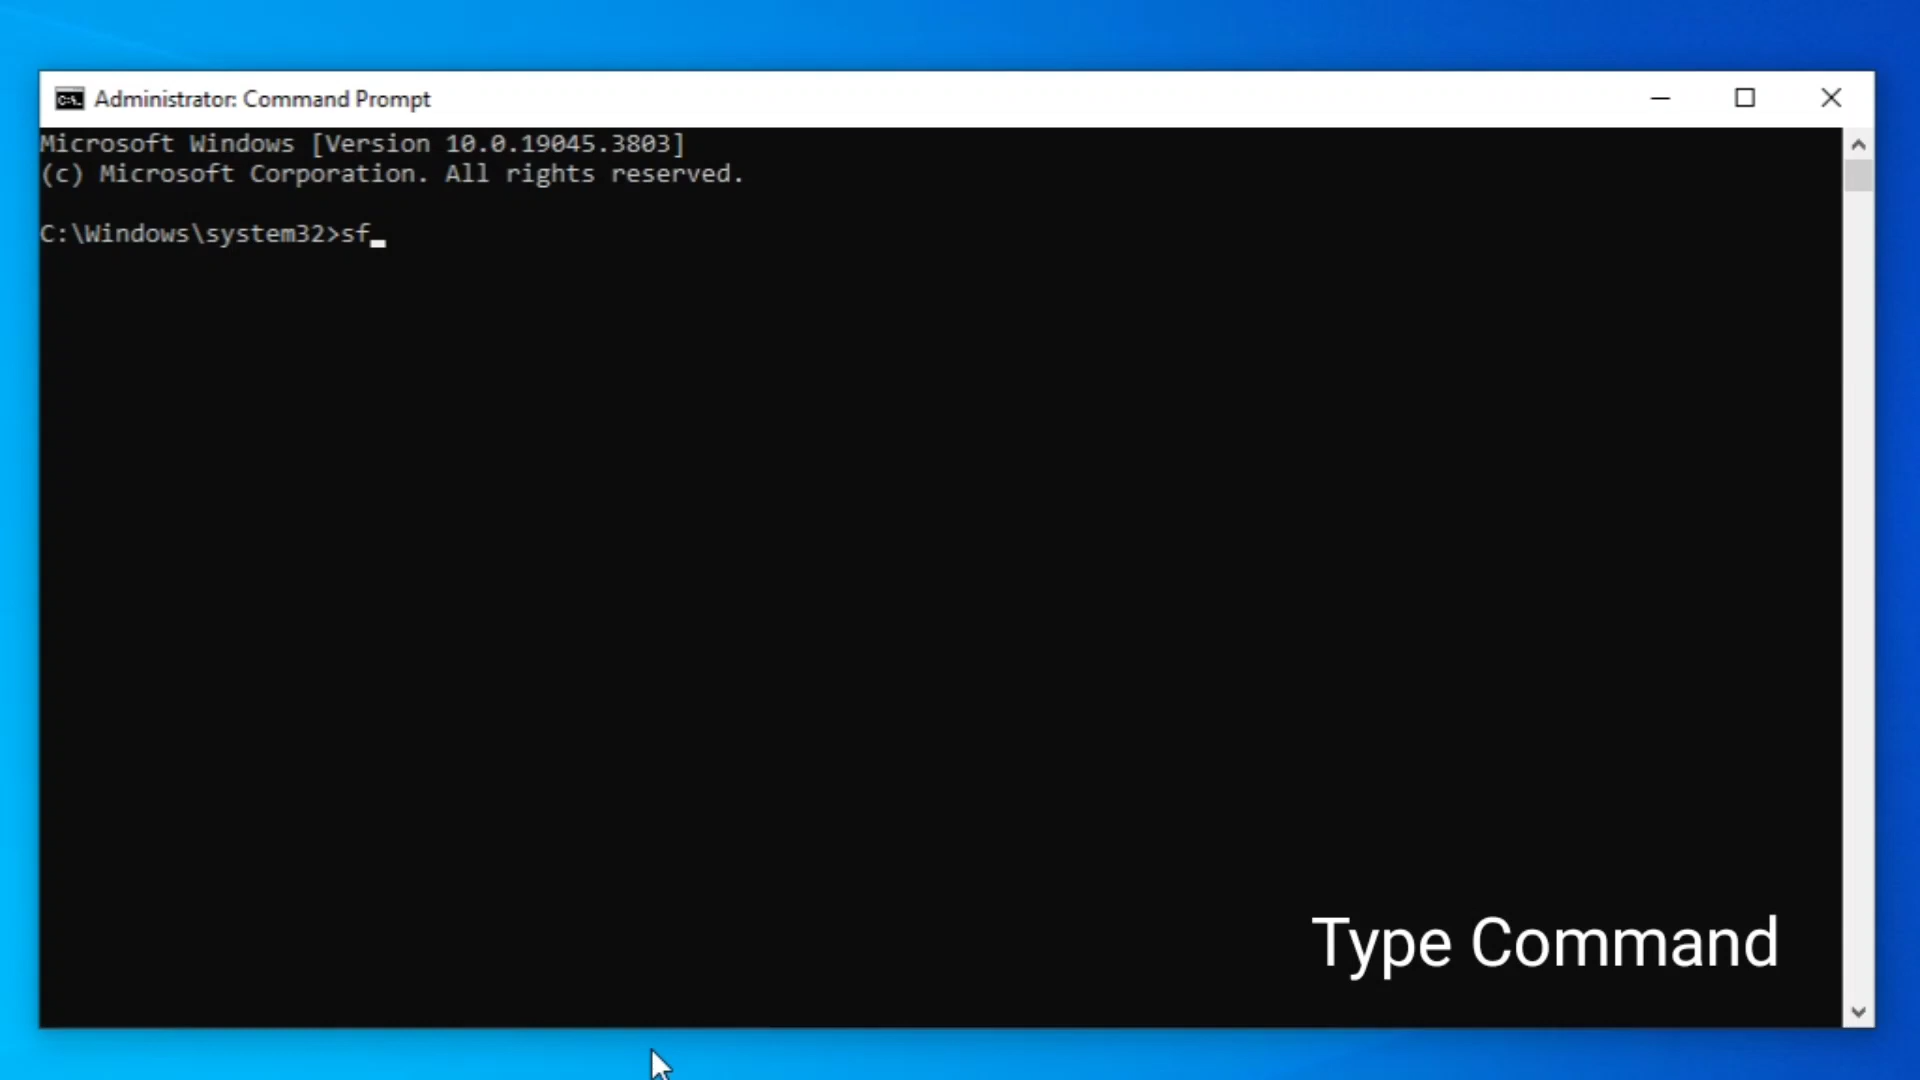 Administrator: Command Prompt
Microsoft Windows [Version 10.0.19045.3803]
(c) Microsoft Corporation. All rights reserved.
C:\Windows\system32>sf
Type Command